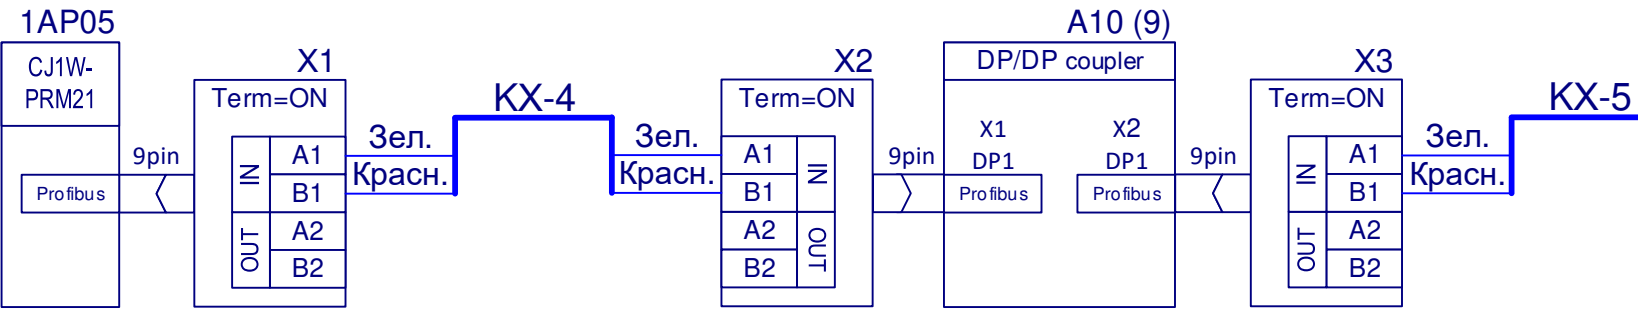 1AP05
CJ1W-
PRM21
Profibus
9pin
X1
Term=ON
IN
A1
B1
OUT
A2
B2
Зел.
Красн.
KX-4
Зел.
Красн.
X2
Term=ON
A1
B1
IN
A2
B2
OUT
9pin
A10 (9)
DP/DP coupler
X1
DP1
Profibus
X2
DP1
Profibus
9pin
X3
Term=ON
IN
A1
B1
OUT
A2
B2
Зел.
Красн.
KX-5